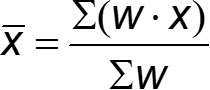 x̅ = Σ(w · x) / Σw